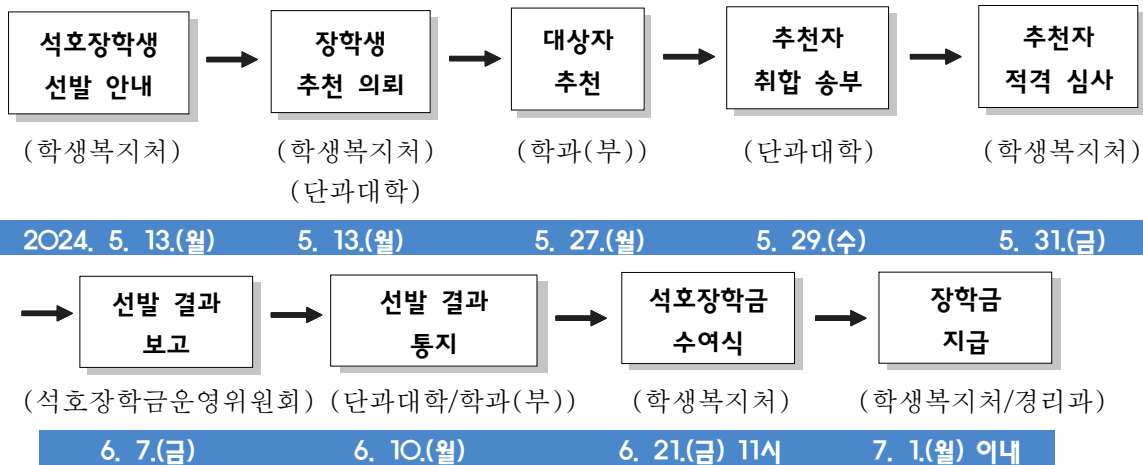 석호장학생 장학생 대상자 추천자 추천자
선발 안내 추천 의뢰 추천 취합 송부 적격 심사
(학생복지처) (학생복지처) (학과(부)) (단과대학) (학생복지처)
(단과대학)
2024. 5. 13.(월) 5. 13.(월) 5. 27.(월) 5. 29.(수) 5. 31.(금)
선발 결과 선발 결과 석호장학금 장학금
보고 통지 수여식 지급
(석호장학금운영위원회) (단과대학/학과(부)) (학생복지처) (학생복지처/경리과)
6. 7.(금) 6. 10.(월) 6. 21.(금) 11시 7. 1.(월) 이내